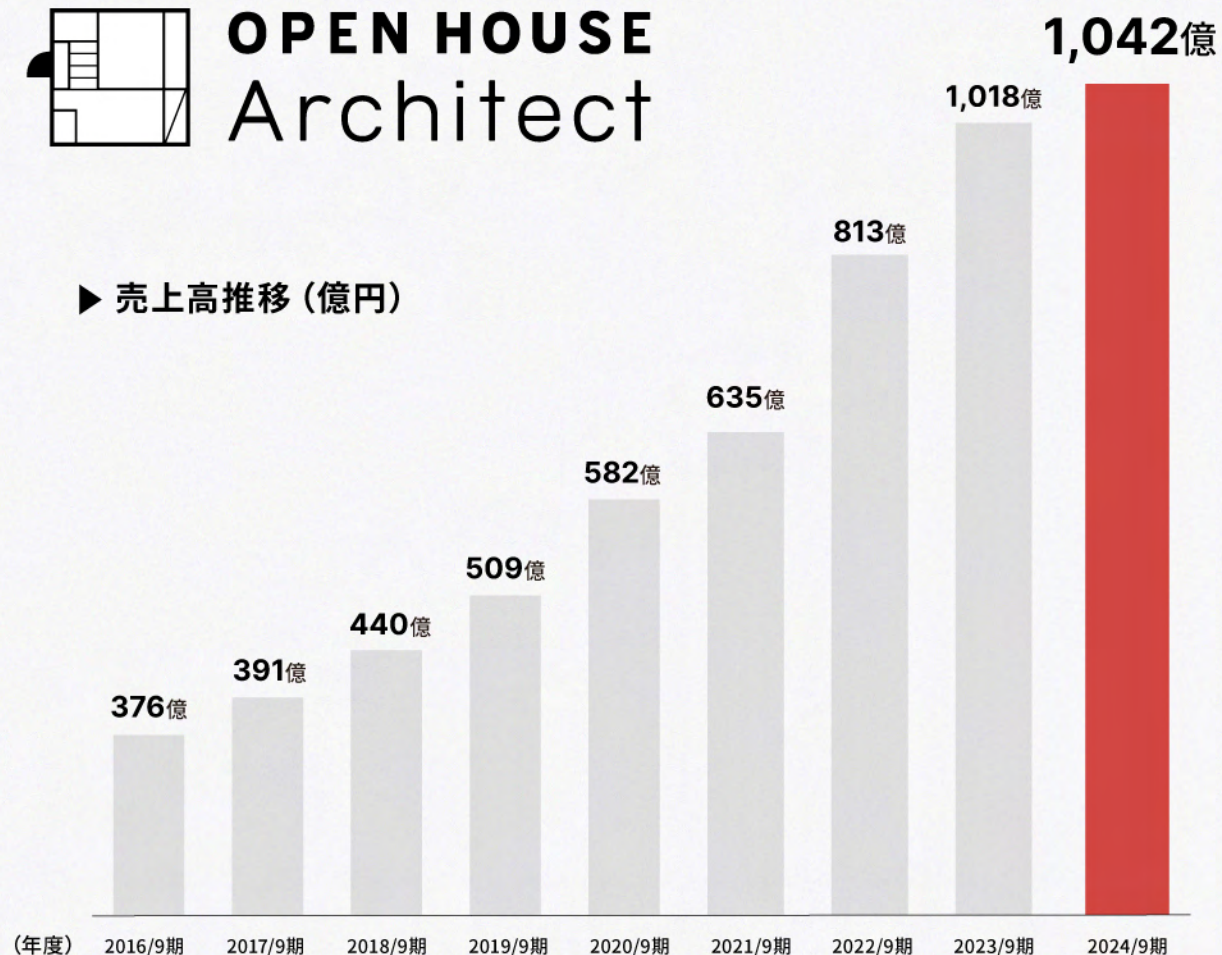 OPEN HOUSE
Architect
▶ 売上高推移（億円）
1,042億
1,018億
813億
635億
582億
509億
440億
391億
376億
（年度） 2016/9期 2017/9期 2018/9期 2019/9期 2020/9期 2021/9期 2022/9期 2023/9期 2024/9期